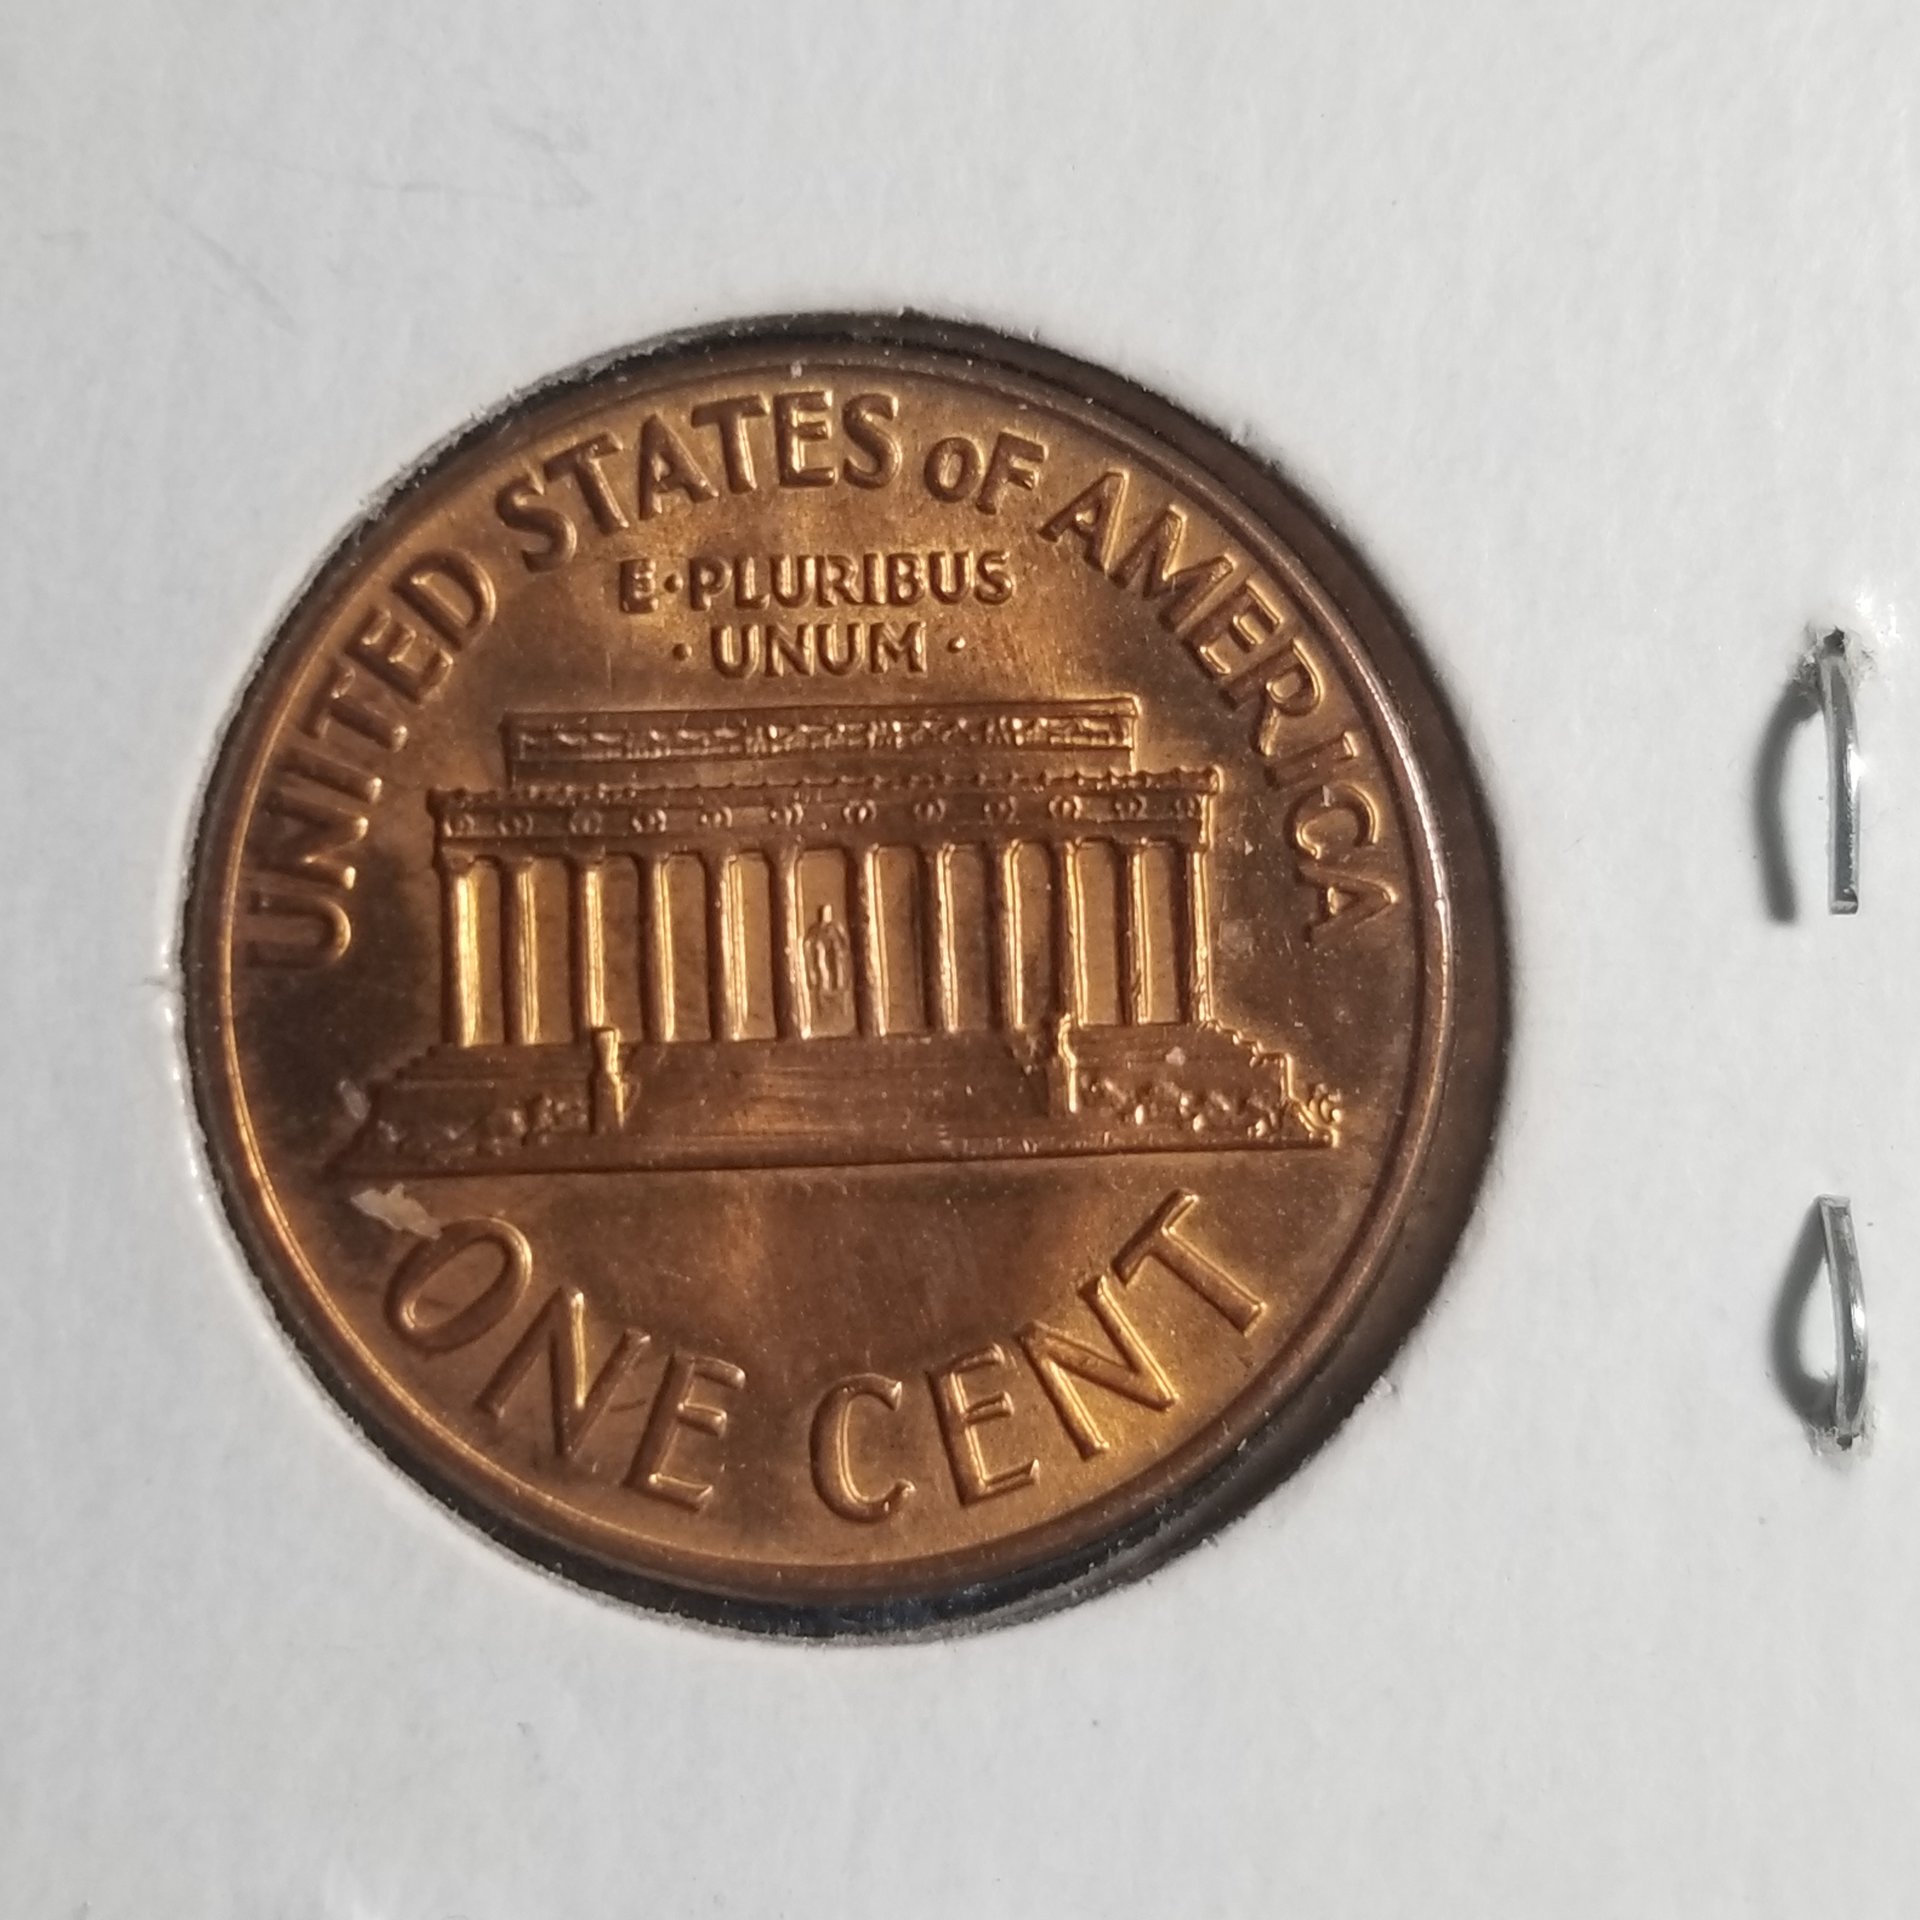 UNITED STATES OF AMERICA
E·PLURIBUS
·UNUM·
ONE CENT